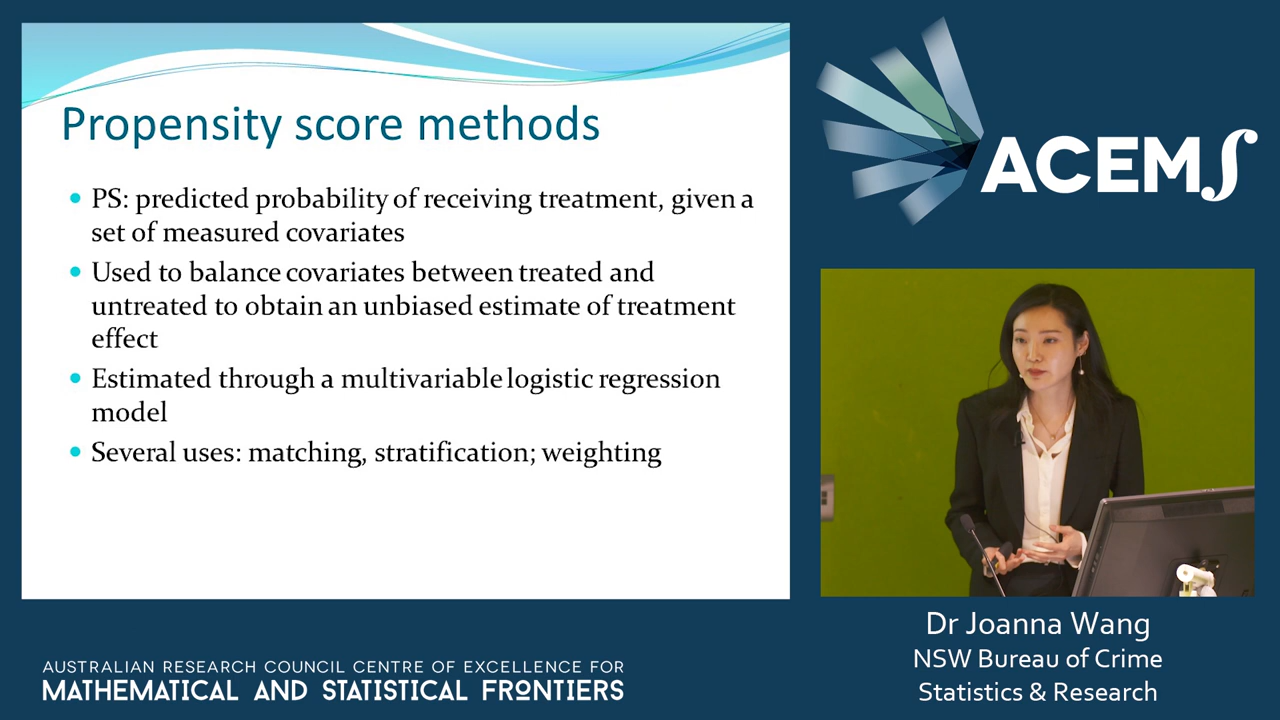 Propensity score methods
PS: predicted probability of receiving treatment, given a
set of measured covariates
Used to balance covariates between treated and
untreated to obtain an unbiased estimate of treatment
effect
Estimated through a multivariable logistic regression
model
Several uses: matching, stratification; weighting
ACEMS
Dr Joanna Wang
NSW Bureau of Crime
Statistics & Research
AUSTRALIAN RESEARCH COUNCIL CENTRE OF EXCELLENCE FOR
MATHEMATICAL AND STATISTICAL FRONTIERS